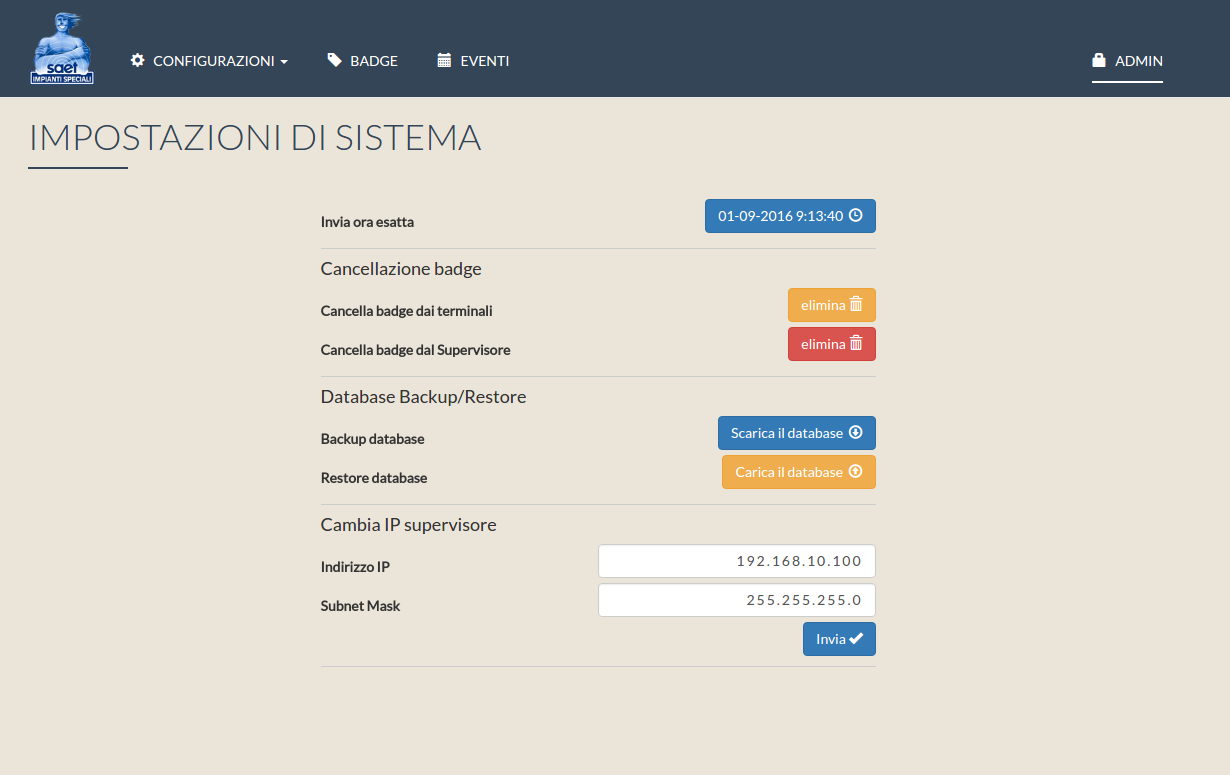 saet
IMPIANTI SPECIALI
CONFIGURAZIONI
BADGE
EVENTI
ADMIN
IMPOSTAZIONI DI SISTEMA
Invia ora esatta
01-09-2016 9:13:40
Cancellazione badge
Cancella badge dai terminali
elimina
Cancella badge dal Supervisore
elimina
Database Backup/Restore
Backup database
Scarica il database
Restore database
Carica il database
Cambia IP supervisore
Indirizzo IP
192.168.10.100
Subnet Mask
255.255.255.0
Invia